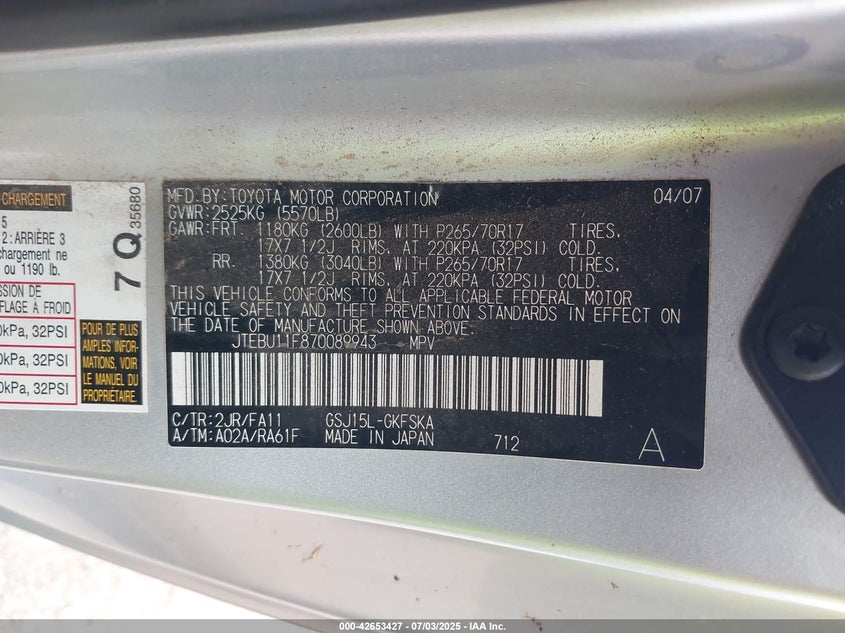 CHARGEMENT
5
2 : ARRIÈRE 3
chargement ne
ou 1190 lb.
SSION DE
FLAGE À FROID
0kPa, 32PSI
0kPa, 32PSI
0kPa, 32PSI
POUR DE PLUS
AMPLES INFOR-
MATIONS, VOIR
LE MANUEL DU
PROPRIÉTAIRE.
7 Q 35680
MFD.BY:TOYOTA MOTOR CORPORATION 04/07
GVWR:2525KG (5570LB)
GAWR:FRT. 1180KG (2600LB) WITH P265/70R17 TIRES,
17X7 1/2J RIMS, AT 220KPA (32PSI) COLD.
RR. 1380KG (3040LB) WITH P265/70R17 TIRES,
17X7 1/2J RIMS, AT 220KPA (32PSI) COLD.
THIS VEHICLE CONFORMS TO ALL APPLICABLE FEDERAL MOTOR
VEHICLE SAFETY AND THEFT PREVENTION STANDARDS IN EFFECT ON
THE DATE OF MANUFACTURE SHOWN ABOVE.
JTEBU11F870089943 MPV
C/TR:2JR/FA11 GSJ15L-GKFSKA
A/TM:A02A/RA61F MADE IN JAPAN 712 A
000-42653427 - 07/03/2025 - IAA Inc.